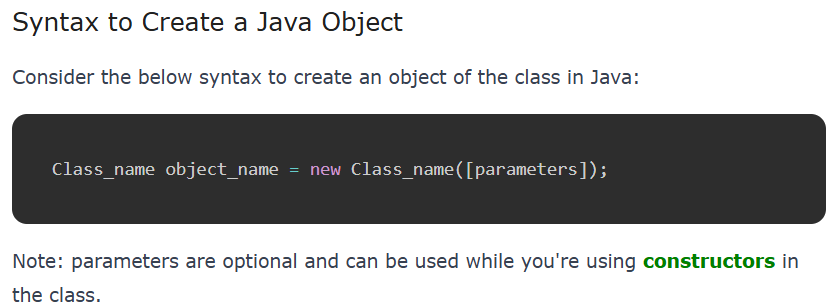 Syntax to Create a Java Object
Consider the below syntax to create an object of the class in Java:
Class_name object_name = new Class_name([parameters]);
Note: parameters are optional and can be used while you're using constructors in
the class.